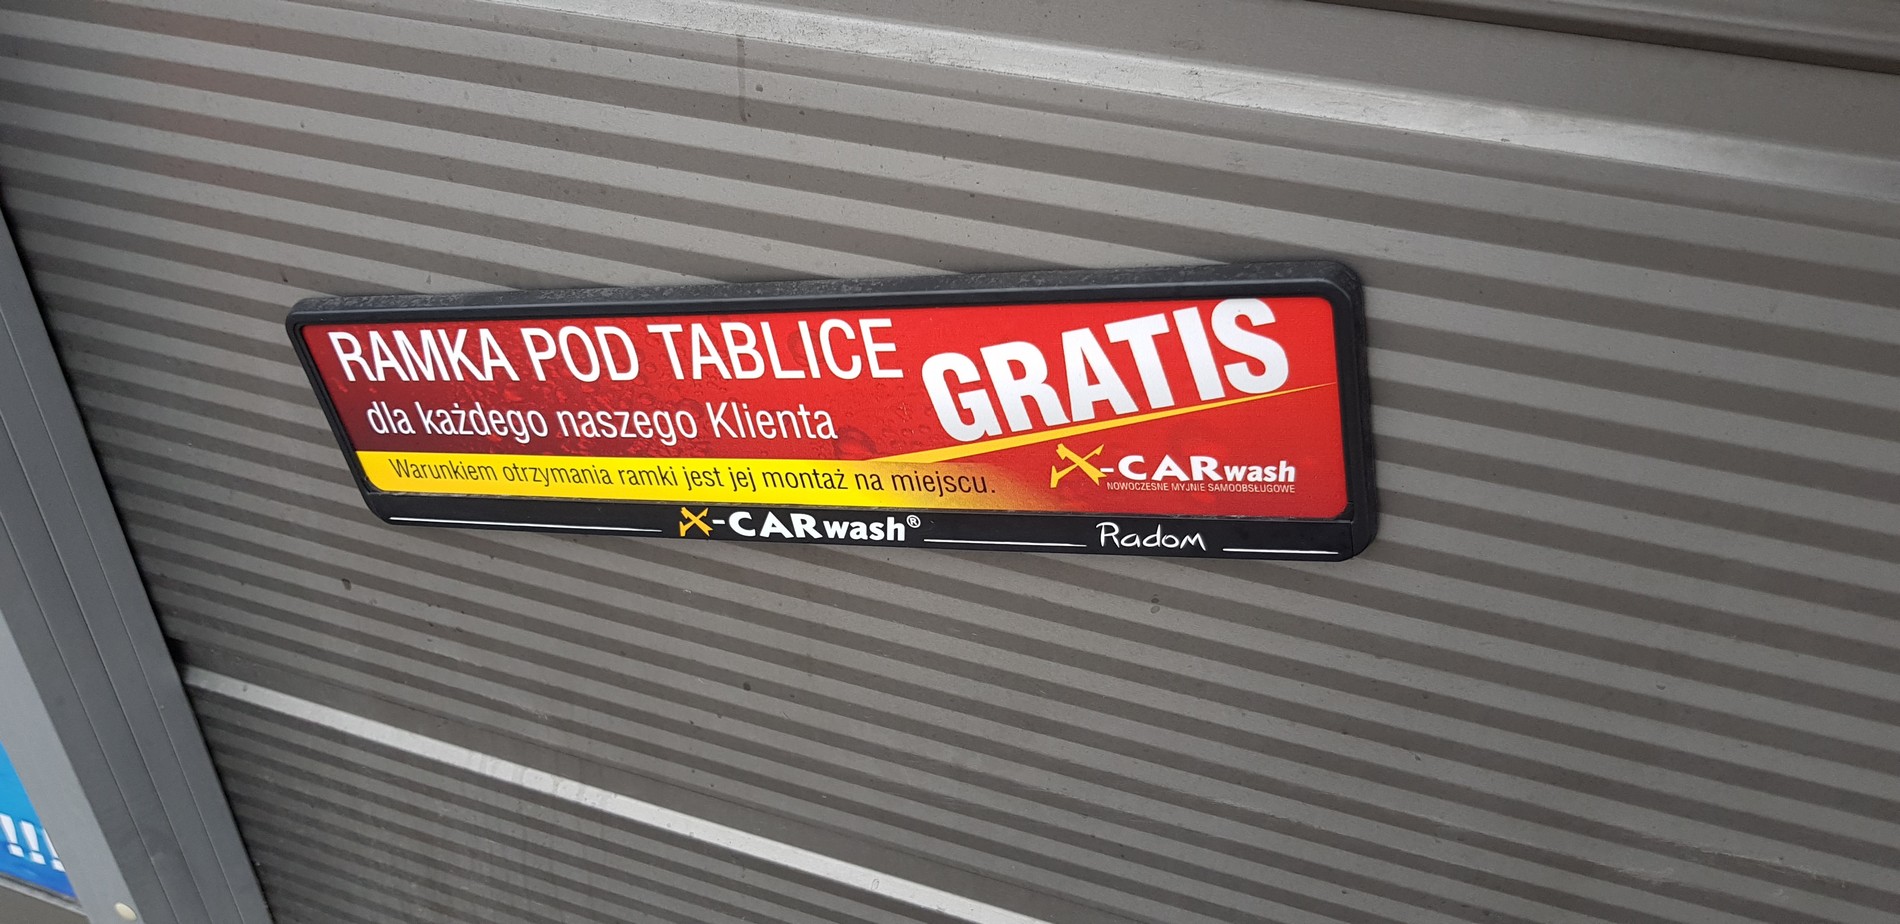 RAMKA POD TABLICE
dla każdego naszego Klienta
GRATIS
Warunkiem otrzymania ramki jest jej montaż na miejscu.
X-CARwash
NOWOCZESNE MYJNIE SAMOOBSŁUGOWE
X-CARwash®
Radom
!!!